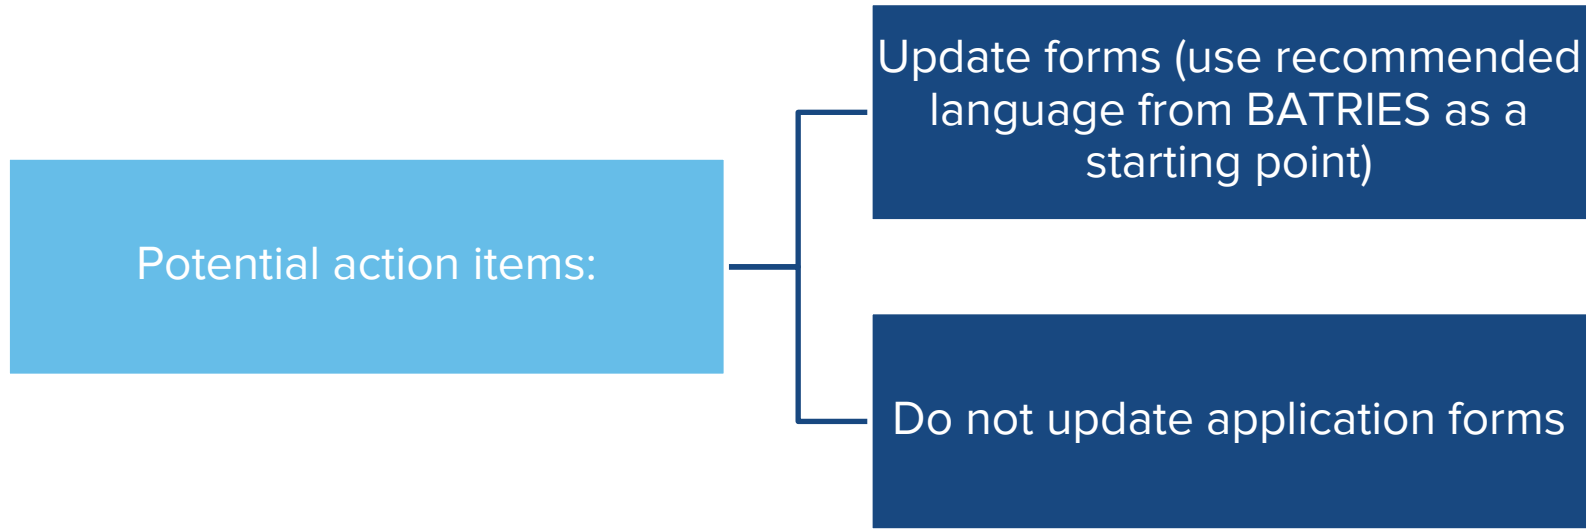 Potential action items:
Update forms (use recommended
language from BATRIES as a
starting point)
Do not update application forms